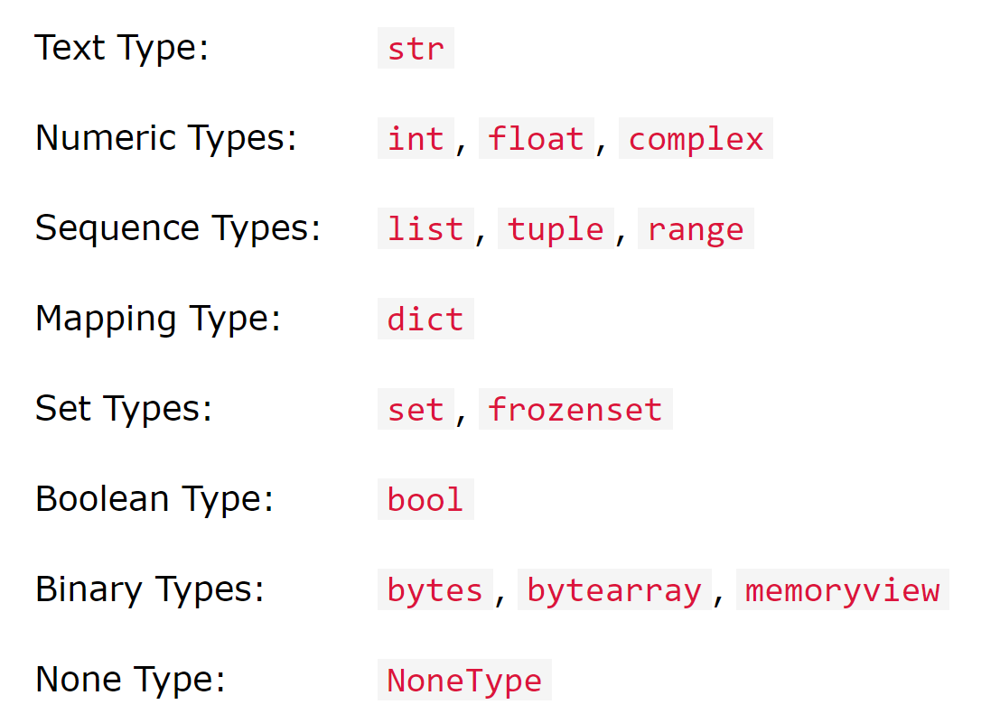 Text Type: str
Numeric Types: int, float, complex
Sequence Types: list, tuple, range
Mapping Type: dict
Set Types: set, frozenset
Boolean Type: bool
Binary Types: bytes, bytearray, memoryview
None Type: NoneType